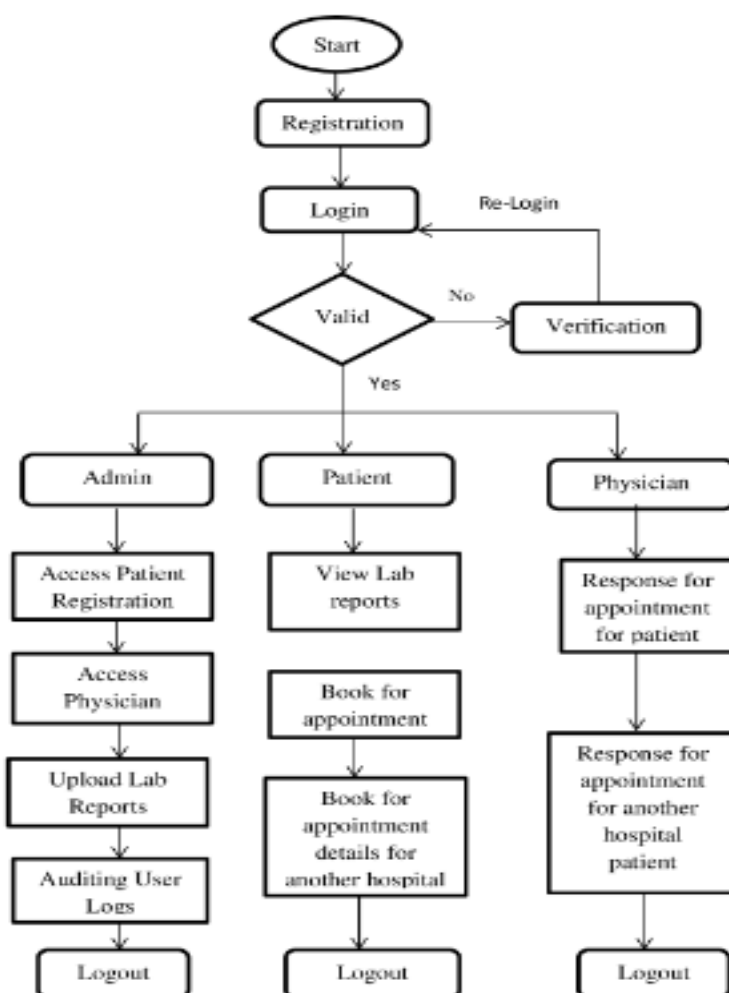 Start
Registration
Login
Re-Login
Valid
No
Verification
Yes
Admin
Patient
Physician
Access Patient
Registration
View Lab
reports
Response for
appointment
for patient
Access
Physician
Book for
appointment
Upload Lab
Reports
Book for
appointment
details for
another hospital
Response for
appointment
for another
hospital
patient
Auditing User
Logs
Logout
Logout
Logout